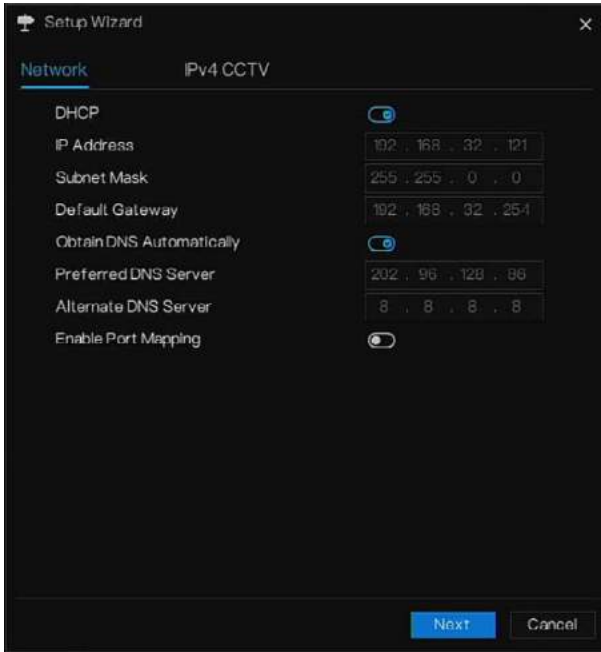 Setup Wizard
Network IPv4 CCTV
DHCP
IP Address 192 . 168 . 32 . 121
Subnet Mask 255 . 255 . 0 . 0
Default Gateway 192 . 168 . 32 . 254
Obtain DNS Automatically
Preferred DNS Server 202 . 96 . 128 . 86
Alternate DNS Server 8 . 8 . 8 . 8
Enable Port Mapping
Next Cancel